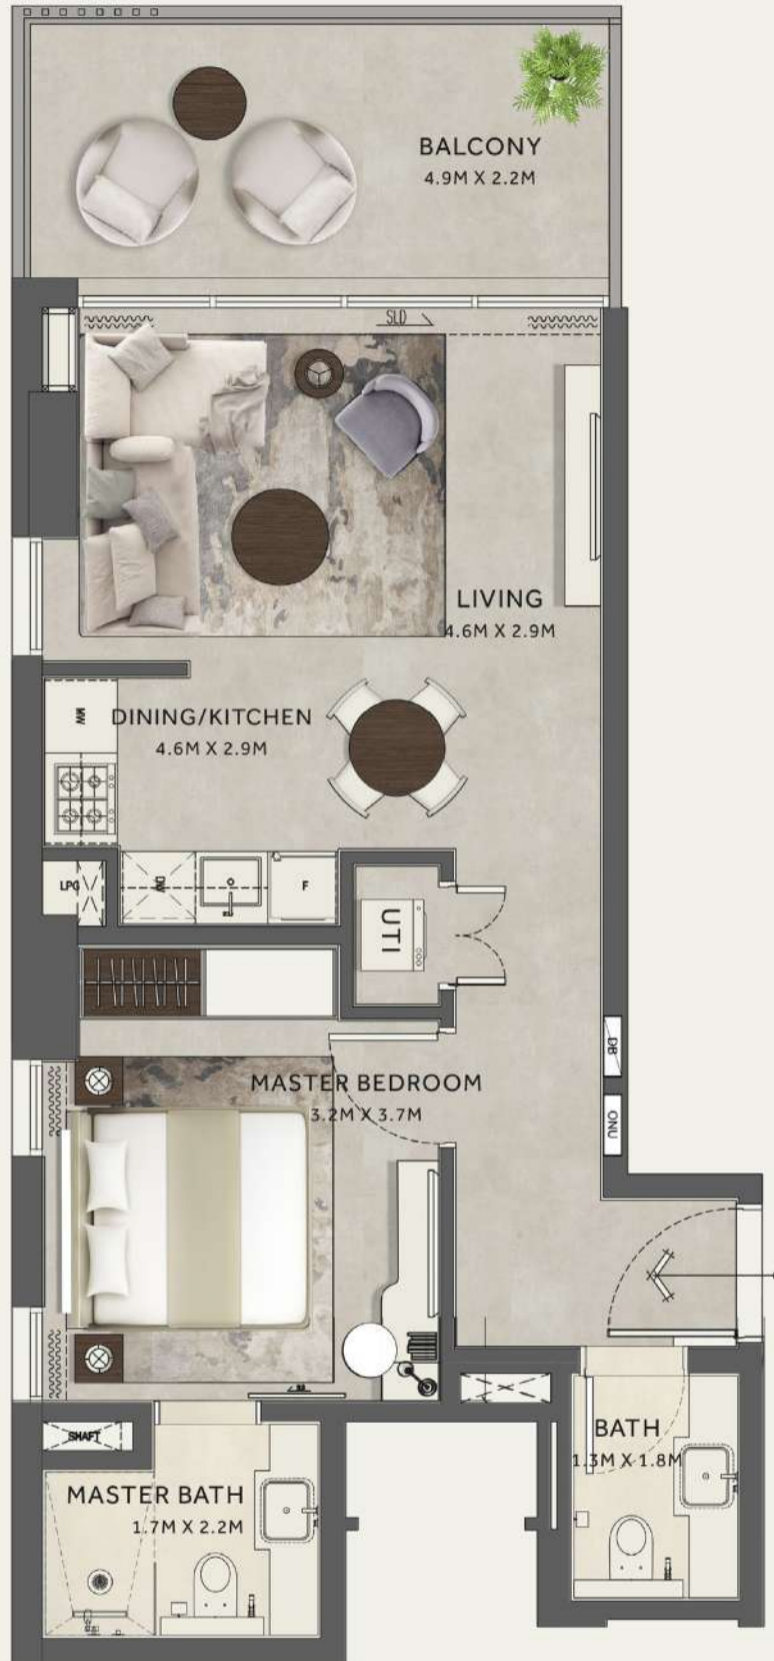 BALCONY
4.9M X 2.2M
SLD
LIVING
4.6M X 2.9M
MW
DINING/KITCHEN
4.6M X 2.9M
LPG
DW
F
UTI
DB
MASTER BEDROOM
3.2M X 3.7M
ONU
SHAFT
BATH
1.3M X 1.8M
MASTER BATH
1.7M X 2.2M